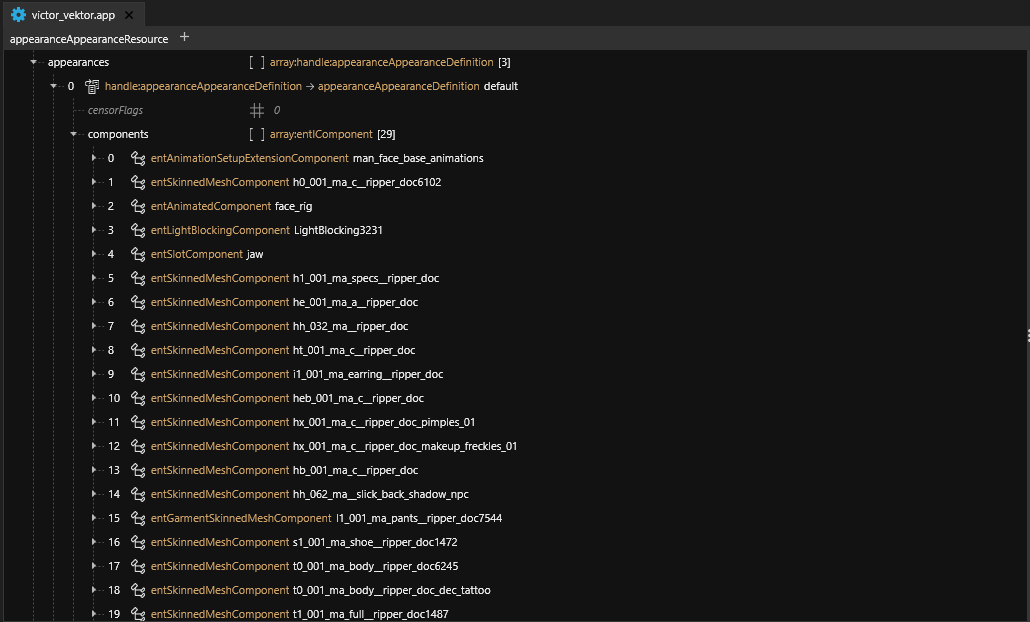 victor_vektor.app
appearanceAppearanceResource +
appearances [ ] array:handle:appearanceAppearanceDefinition [3]
0 handle:appearanceAppearanceDefinition → appearanceAppearanceDefinition default
censorFlags # 0
components [ ] array:entIComponent [29]
0 entAnimationSetupExtensionComponent man_face_base_animations
1 entSkinnedMeshComponent h0_001_ma_c__ripper_doc6102
2 entAnimatedComponent face_rig
3 entLightBlockingComponent LightBlocking3231
4 entSlotComponent jaw
5 entSkinnedMeshComponent h1_001_ma_specs__ripper_doc
6 entSkinnedMeshComponent he_001_ma_a__ripper_doc
7 entSkinnedMeshComponent hh_032_ma__ripper_doc
8 entSkinnedMeshComponent ht_001_ma_c__ripper_doc
9 entSkinnedMeshComponent i1_001_ma_earring__ripper_doc
10 entSkinnedMeshComponent heb_001_ma_c__ripper_doc
11 entSkinnedMeshComponent hx_001_ma_c__ripper_doc_pimples_01
12 entSkinnedMeshComponent hx_001_ma_c__ripper_doc_makeup_freckles_01
13 entSkinnedMeshComponent hb_001_ma_c__ripper_doc
14 entSkinnedMeshComponent hh_062_ma__slick_back_shadow_npc
15 entGarmentSkinnedMeshComponent l1_001_ma_pants__ripper_doc7544
16 entSkinnedMeshComponent s1_001_ma_shoe__ripper_doc1472
17 entSkinnedMeshComponent t0_001_ma_body__ripper_doc6245
18 entSkinnedMeshComponent t0_001_ma_body__ripper_doc_dec_tattoo
19 entSkinnedMeshComponent t1_001_ma_full__ripper_doc1487